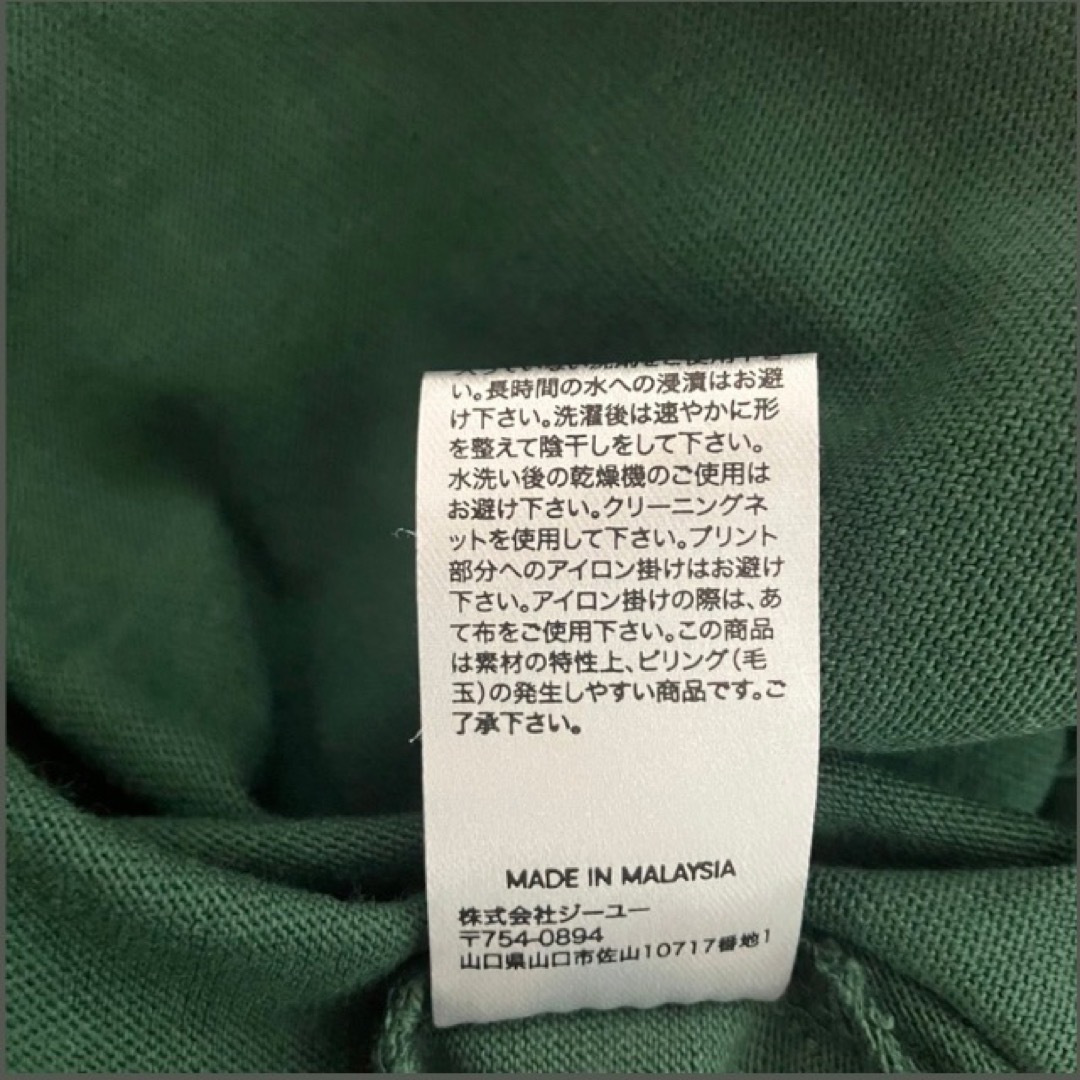 い。長時間の水への浸漬はお避
け下さい。洗濯後は速やかに形
を整えて陰干しをして下さい。
水洗い後の乾燥機のご使用は
お避け下さい。クリーニングネ
ットを使用して下さい。プリント
部分へのアイロン掛けはお避け
下さい。アイロン掛けの際は、あ
て布をご使用下さい。この商品
は素材の特性上、ピリング(毛
玉)の発生しやすい商品です。ご
了承下さい。
MADE IN MALAYSIA
株式会社ジーユー
〒754-0894
山口県山口市佐山10717番地1